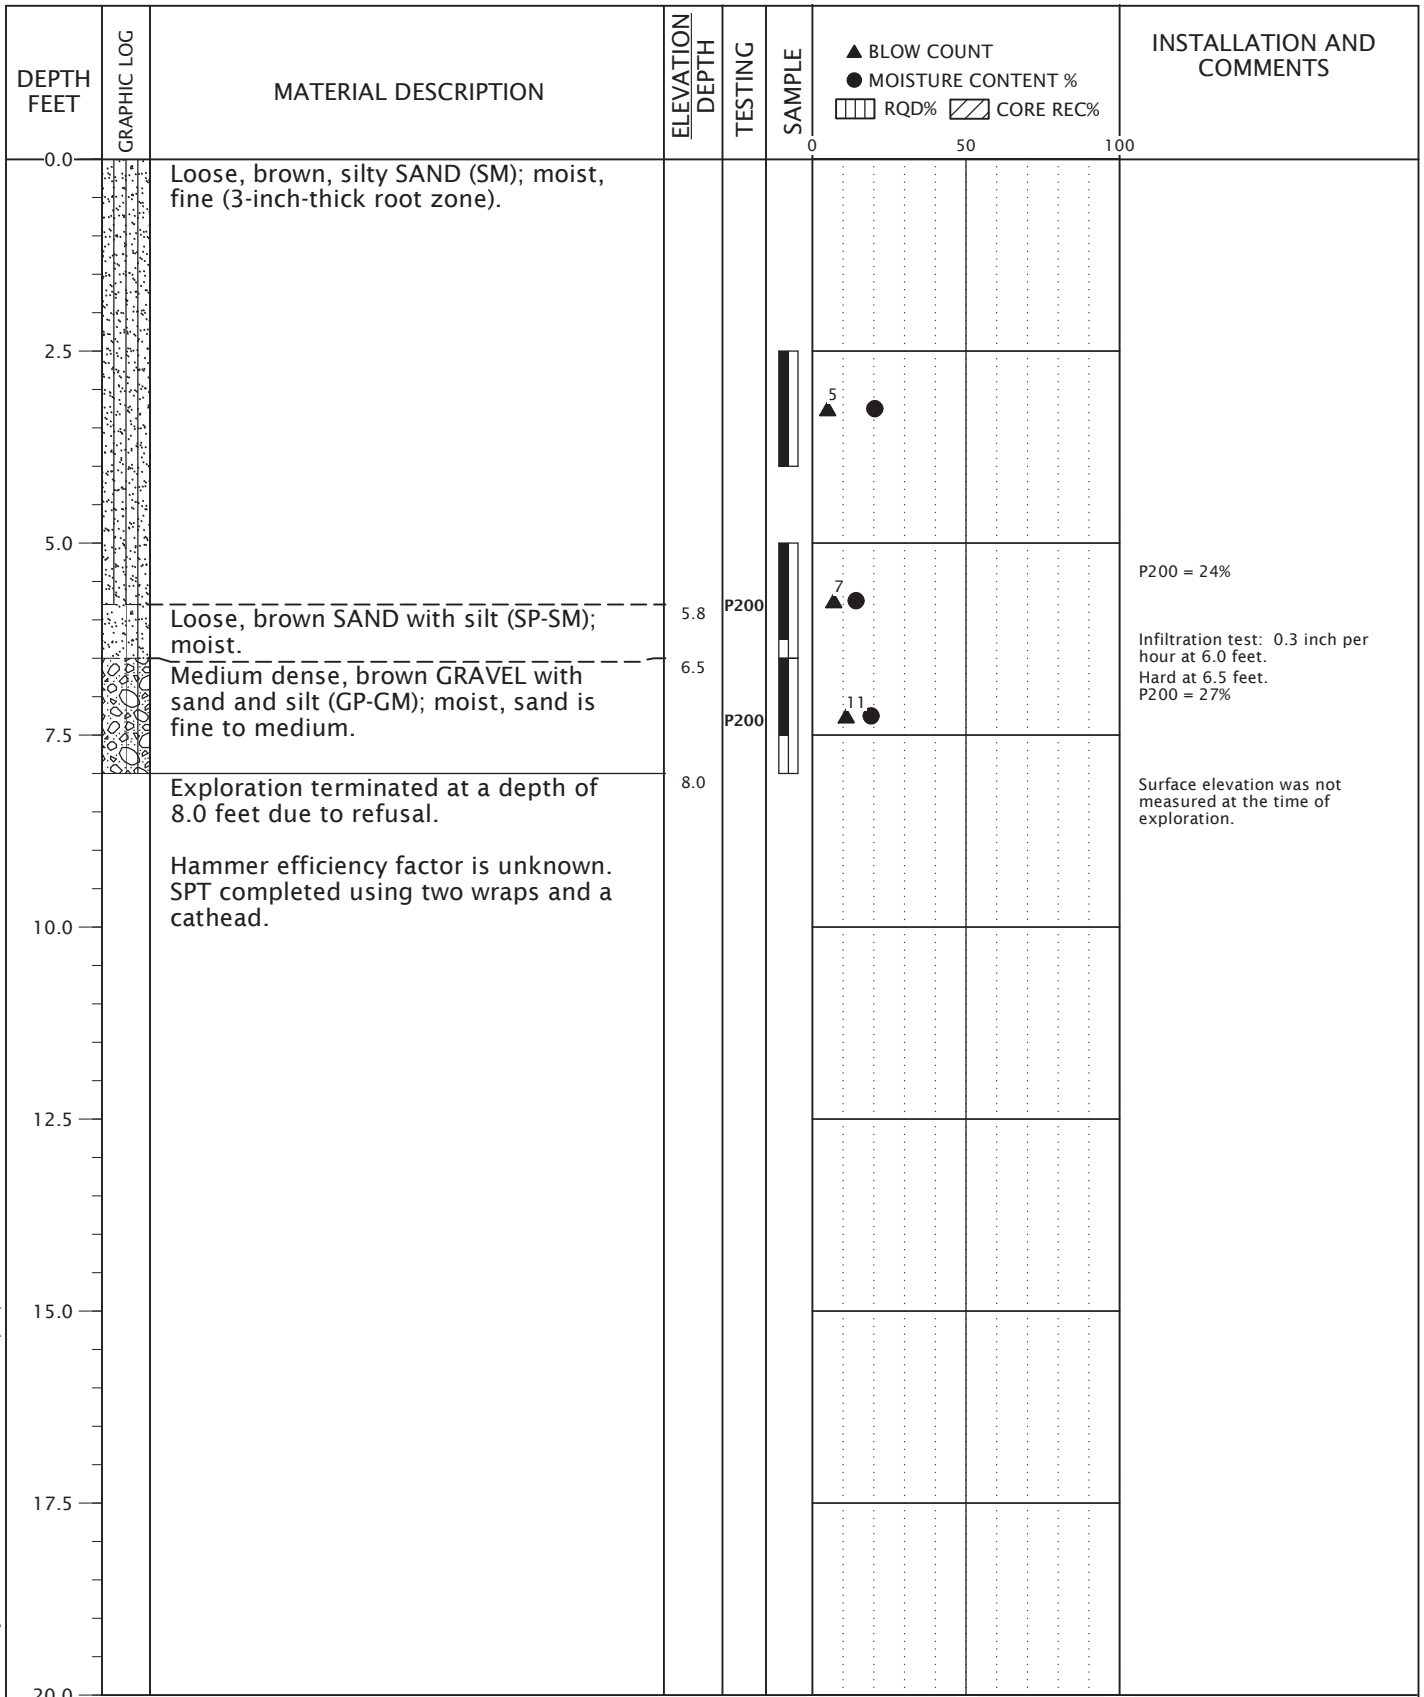 DEPTH
FEET
GRAPHIC LOG
MATERIAL DESCRIPTION
ELEVATION
DEPTH
TESTING
SAMPLE
▲ BLOW COUNT
● MOISTURE CONTENT %
RQD% CORE REC%
0 50 100
INSTALLATION AND
COMMENTS
0.0
Loose, brown, silty SAND (SM); moist,
fine (3-inch-thick root zone).
2.5
5
5.0
P200 = 24%
7
5.8
P200
Loose, brown SAND with silt (SP-SM);
moist.
Infiltration test: 0.3 inch per
hour at 6.0 feet.
6.5
Medium dense, brown GRAVEL with
sand and silt (GP-GM); moist, sand is
fine to medium.
Hard at 6.5 feet.
P200 = 27%
11
P200
7.5
8.0
Exploration terminated at a depth of
8.0 feet due to refusal.
Surface elevation was not
measured at the time of
exploration.
Hammer efficiency factor is unknown.
SPT completed using two wraps and a
cathead.
10.0
12.5
15.0
17.5
20.0